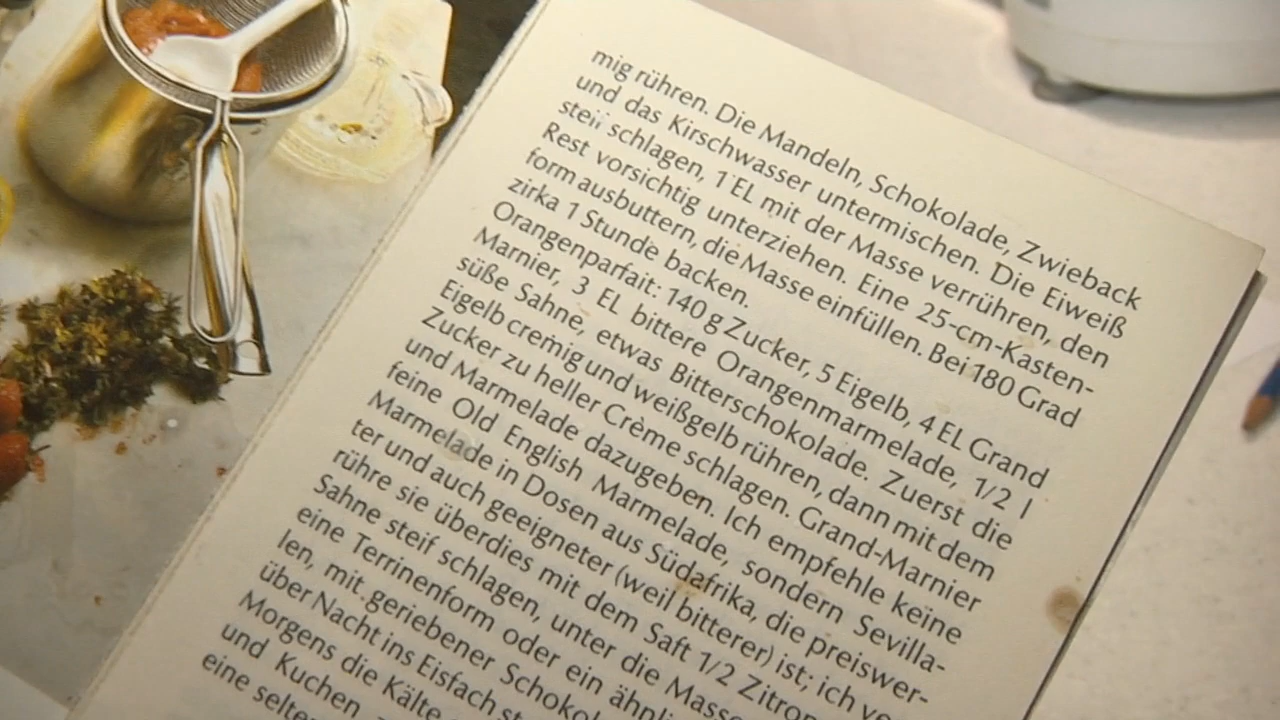 mig rühren. Die Mandeln, Schokolade, Zwieback
und das Kirschwasser untermischen. Die Eiweiß
steif schlagen, 1 EL mit der Masse verrühren, den
Rest vorsichtig unterziehen. Eine 25-cm-Kasten-
form ausbuttern, die Masse einfüllen. Bei 180 Grad
zirka 1 Stunde backen.
Orangenparfait: 140 g Zucker, 5 Eigelb, 4 EL Grand
Marnier, 3 EL bittere Orangenmarmelade, 1/2 l
süße Sahne, etwas Bitterschokolade. Zuerst die
Eigelb cremig und weißgelb rühren, dann mit dem
Zucker zu heller Crème schlagen. Grand-Marnier
und Marmelade dazugeben. Ich empfehle keine
feine Old English Marmelade, sondern Sevilla-
Marmelade in Dosen aus Südafrika, die preiswer-
ter und auch geeigneter (weil bitterer) ist; ich ve
rühre sie überdies mit dem Saft 1/2 Zitron
Sahne steif schlagen, unter die Masse
eine Terrinenform oder ein ähnli
len, mit geriebener Schokol
über Nacht ins Eisfach st
Morgens die Kälte
und Kuchen
eine selten